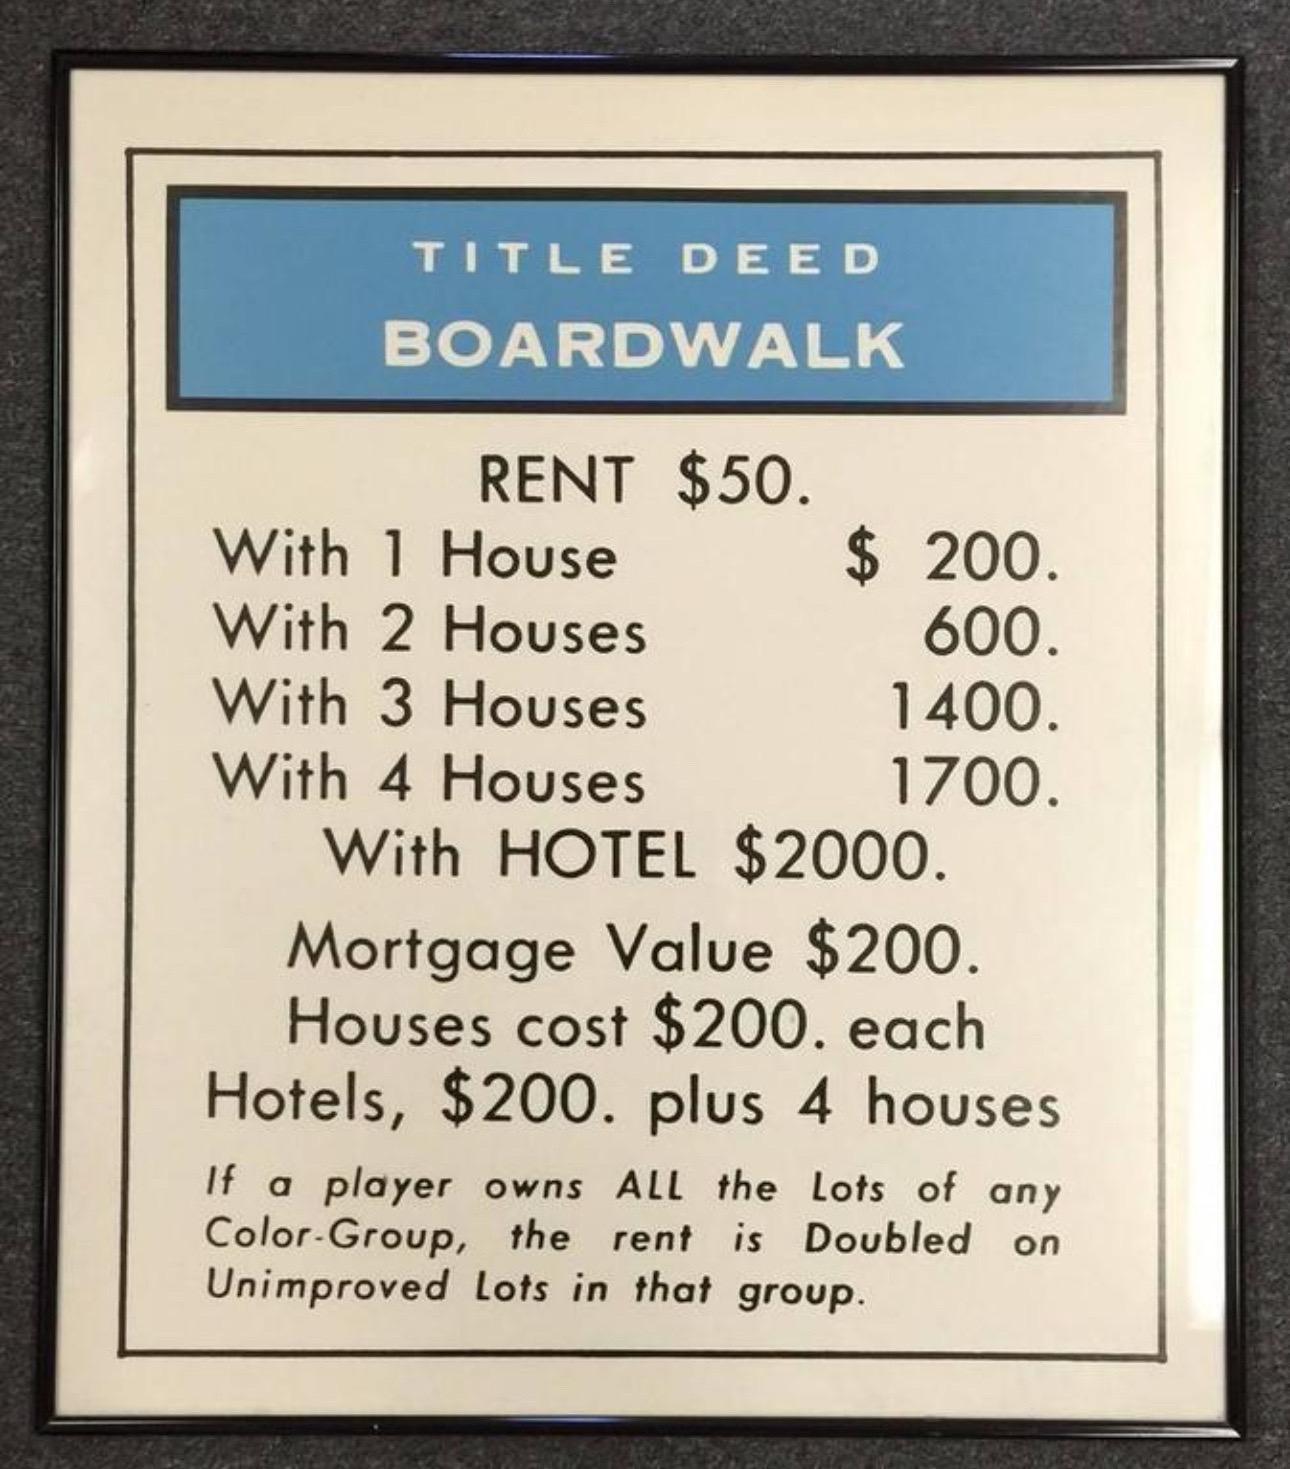 TITLE DEED
BOARDWALK
RENT $50.
With 1 House $ 200.
With 2 Houses 600.
With 3 Houses 1400.
With 4 Houses 1700.
With HOTEL $2000.
Mortgage Value $200.
Houses cost $200. each
Hotels, $200. plus 4 houses
If a player owns ALL the Lots of any
Color-Group, the rent is Doubled on
Unimproved Lots in that group.